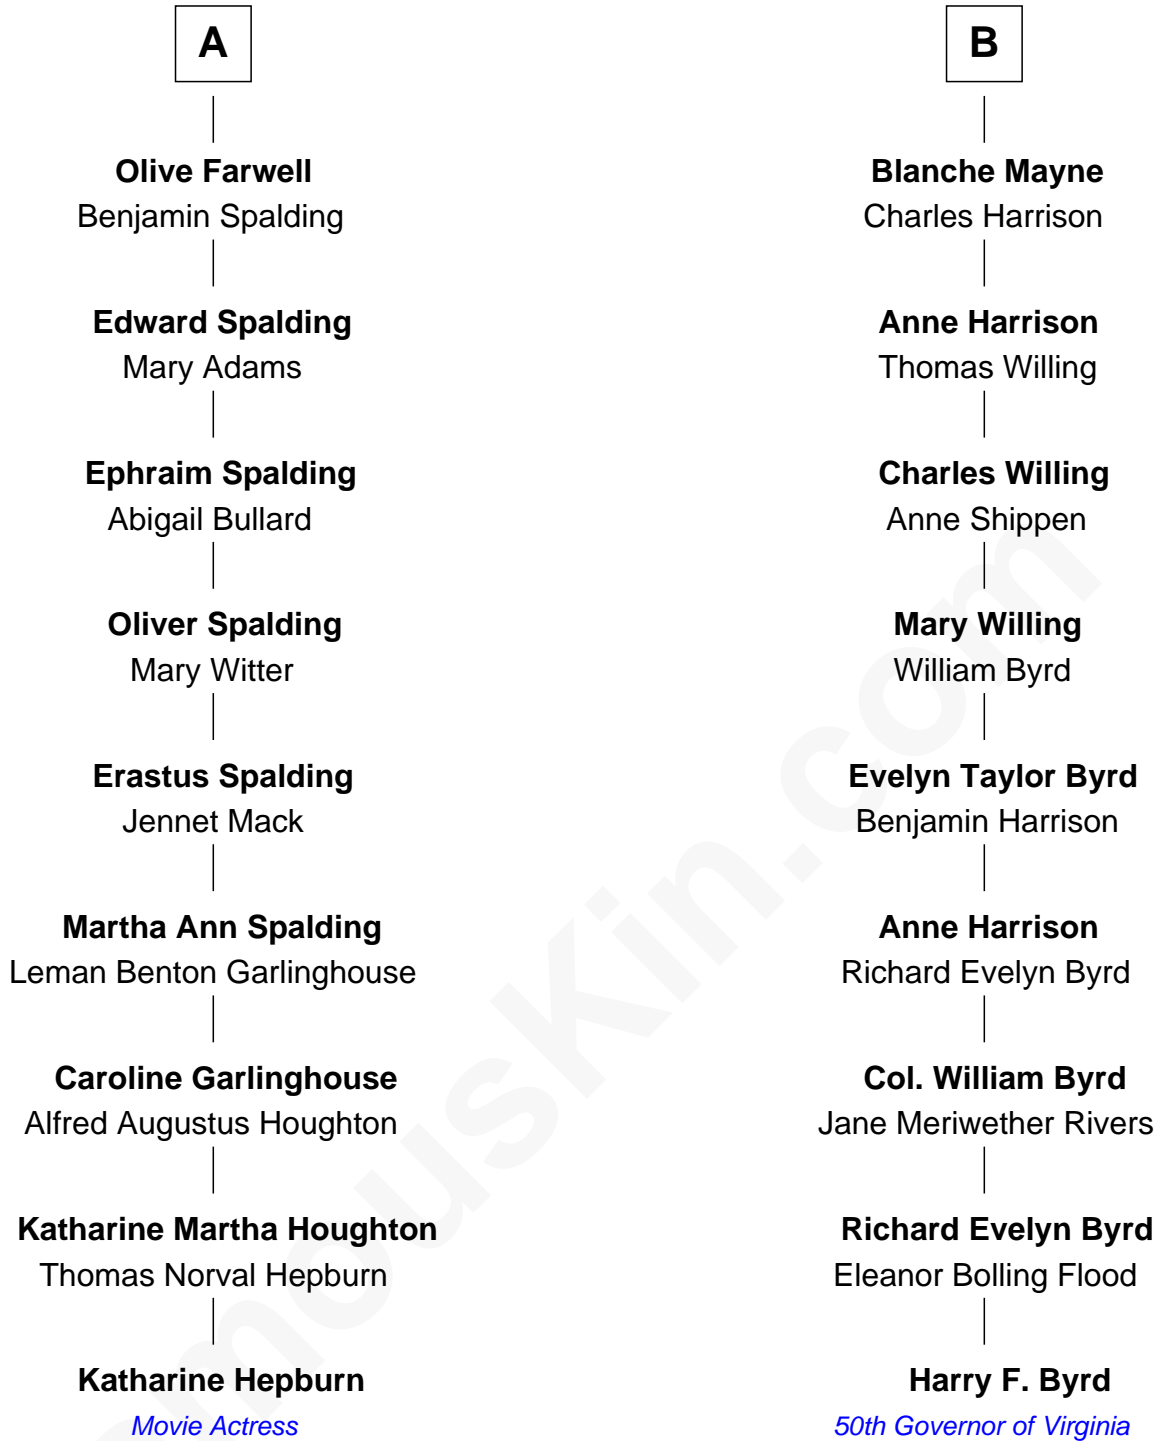 A
Olive Farwell
Benjamin Spalding
Edward Spalding
Mary Adams
Ephraim Spalding
Abigail Bullard
Oliver Spalding
Mary Witter
Erastus Spalding
Jennet Mack
Martha Ann Spalding
Leman Benton Garlinghouse
Caroline Garlinghouse
Alfred Augustus Houghton
Katharine Martha Houghton
Thomas Norval Hepburn
Katharine Hepburn
Movie Actress
B
Blanche Mayne
Charles Harrison
Anne Harrison
Thomas Willing
Charles Willing
Anne Shippen
Mary Willing
William Byrd
Evelyn Taylor Byrd
Benjamin Harrison
Anne Harrison
Richard Evelyn Byrd
Col. William Byrd
Jane Meriwether Rivers
Richard Evelyn Byrd
Eleanor Bolling Flood
Harry F. Byrd
50th Governor of Virginia